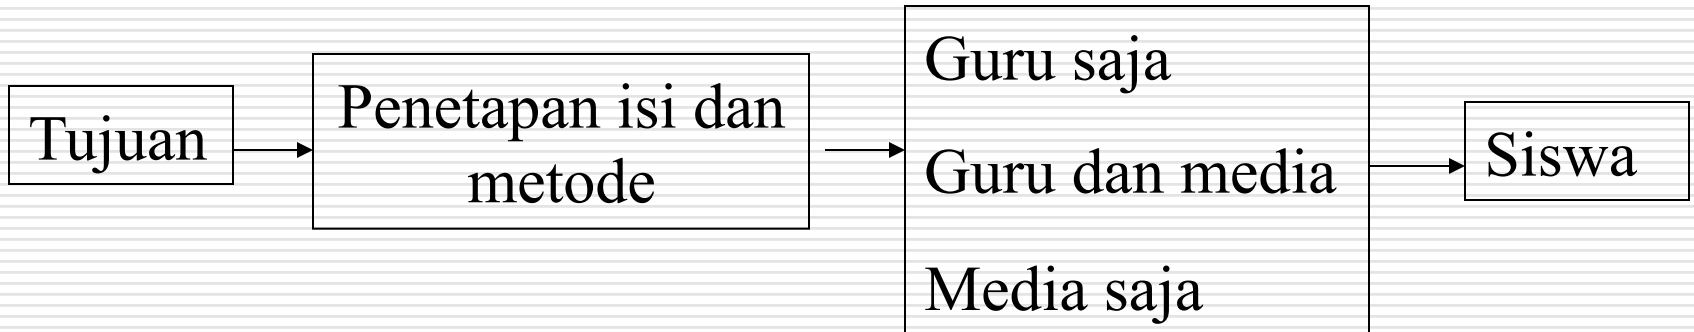 Tujuan
Penetapan isi dan
metode
Guru saja
Guru dan media
Media saja
Siswa